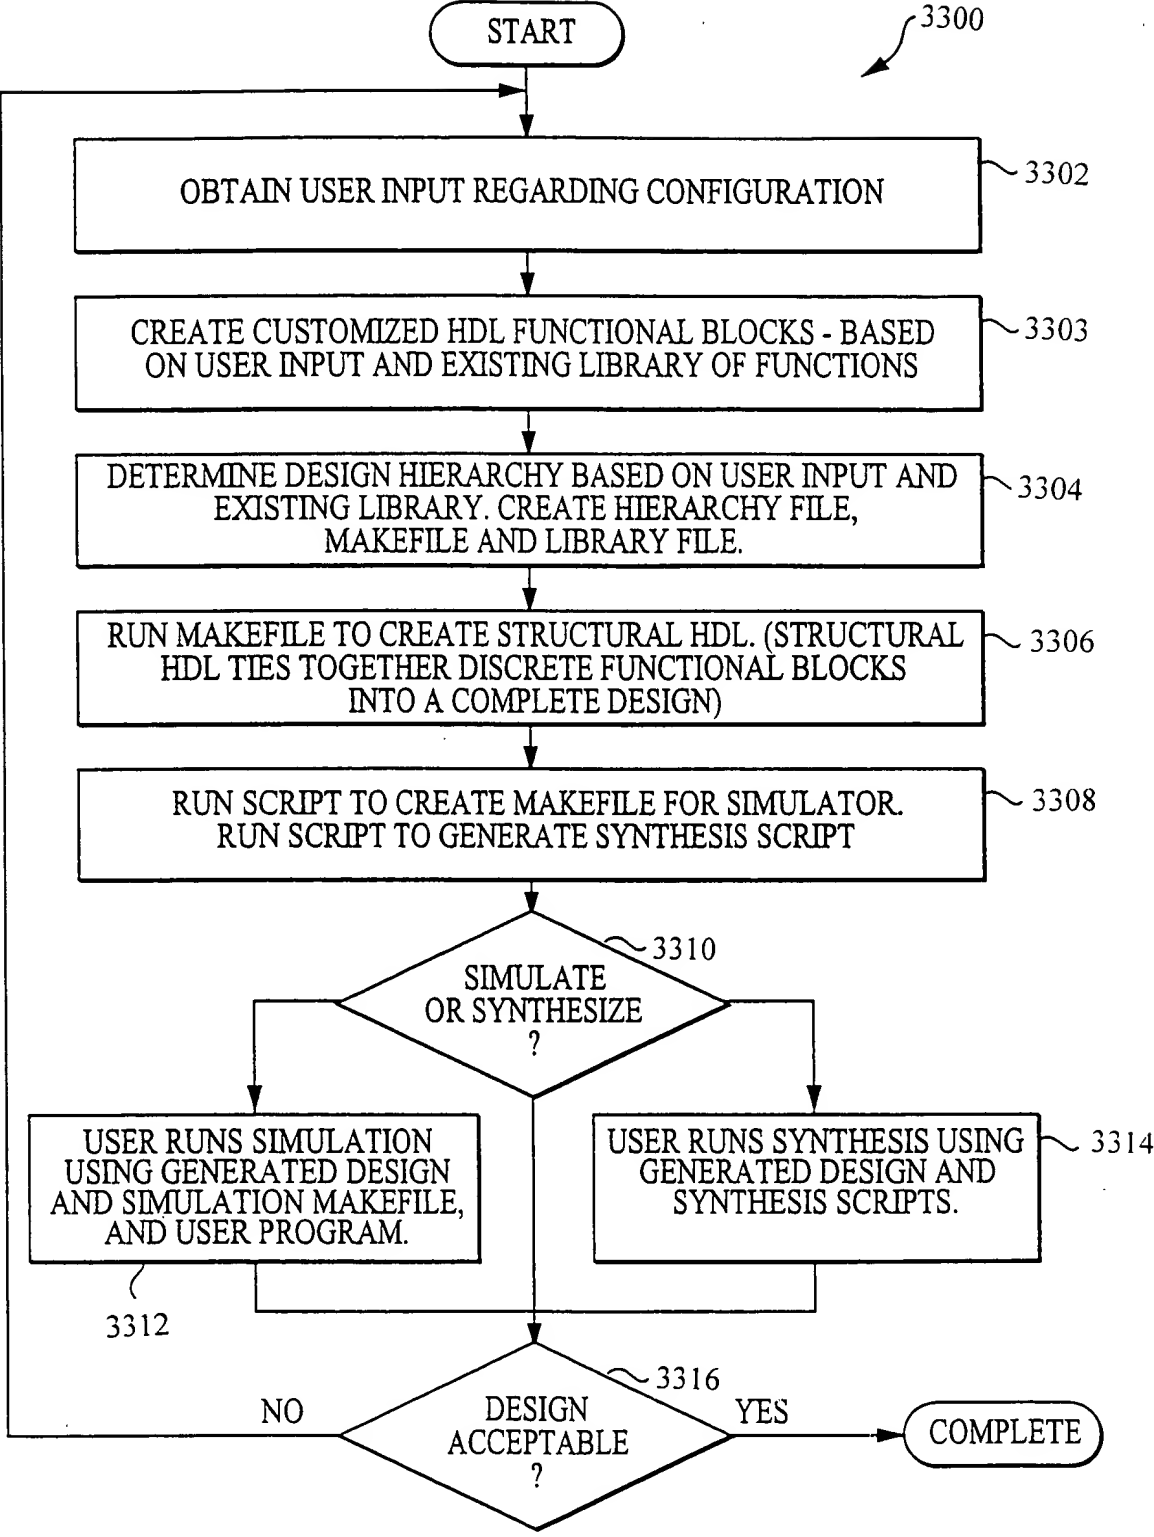 START
3300
OBTAIN USER INPUT REGARDING CONFIGURATION
3302
CREATE CUSTOMIZED HDL FUNCTIONAL BLOCKS - BASED
ON USER INPUT AND EXISTING LIBRARY OF FUNCTIONS
3303
DETERMINE DESIGN HIERARCHY BASED ON USER INPUT AND
EXISTING LIBRARY. CREATE HIERARCHY FILE,
MAKEFILE AND LIBRARY FILE.
3304
RUN MAKEFILE TO CREATE STRUCTURAL HDL. (STRUCTURAL
HDL TIES TOGETHER DISCRETE FUNCTIONAL BLOCKS
INTO A COMPLETE DESIGN)
3306
RUN SCRIPT TO CREATE MAKEFILE FOR SIMULATOR.
RUN SCRIPT TO GENERATE SYNTHESIS SCRIPT
3308
SIMULATE
OR SYNTHESIZE
?
3310
USER RUNS SIMULATION
USING GENERATED DESIGN
AND SIMULATION MAKEFILE,
AND USER PROGRAM.
3312
USER RUNS SYNTHESIS USING
GENERATED DESIGN AND
SYNTHESIS SCRIPTS.
3314
DESIGN
ACCEPTABLE
?
3316
NO
YES
COMPLETE